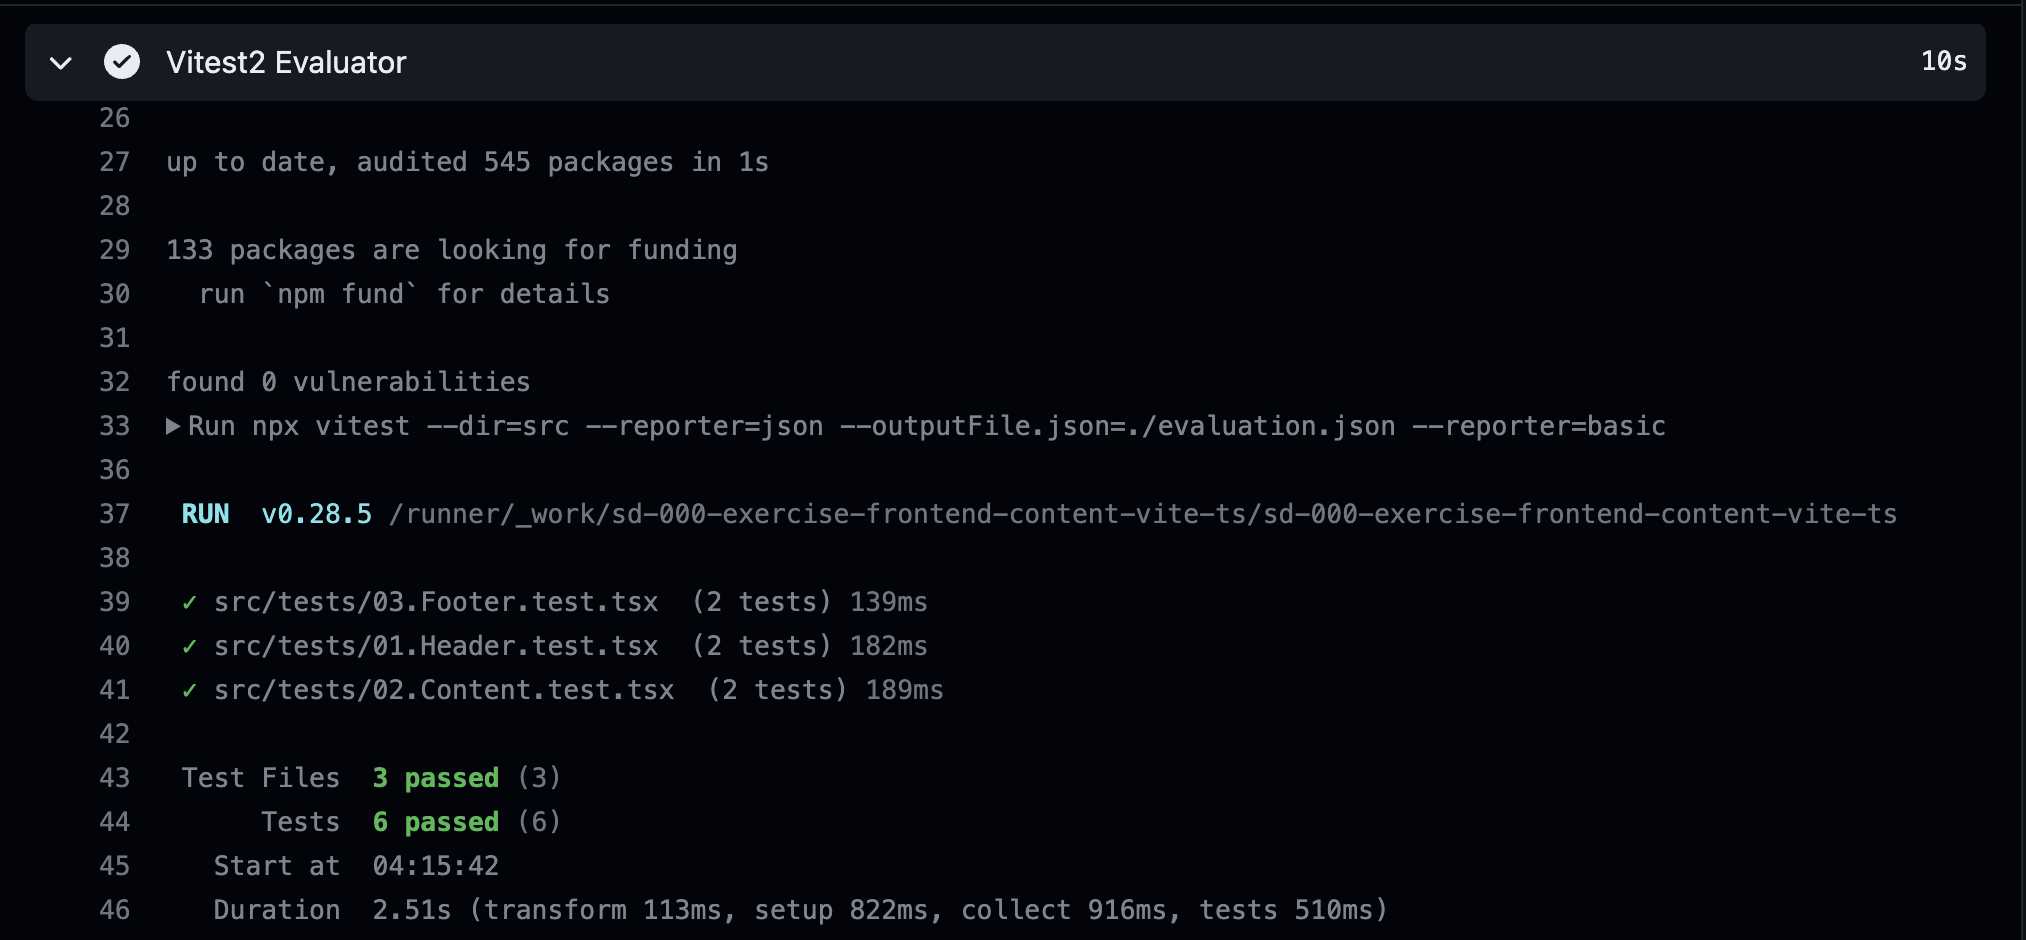 Vitest2 Evaluator 10s
26
27 up to date, audited 545 packages in 1s
28
29 133 packages are looking for funding
30 run `npm fund` for details
31
32 found 0 vulnerabilities
33 ▶Run npx vitest --dir=src --reporter=json --outputFile.json=./evaluation.json --reporter=basic
36
37 RUN v0.28.5 /runner/_work/sd-000-exercise-frontend-content-vite-ts/sd-000-exercise-frontend-content-vite-ts
38
39 ✓ src/tests/03.Footer.test.tsx (2 tests) 139ms
40 ✓ src/tests/01.Header.test.tsx (2 tests) 182ms
41 ✓ src/tests/02.Content.test.tsx (2 tests) 189ms
42
43 Test Files 3 passed (3)
44 Tests 6 passed (6)
45 Start at 04:15:42
46 Duration 2.51s (transform 113ms, setup 822ms, collect 916ms, tests 510ms)